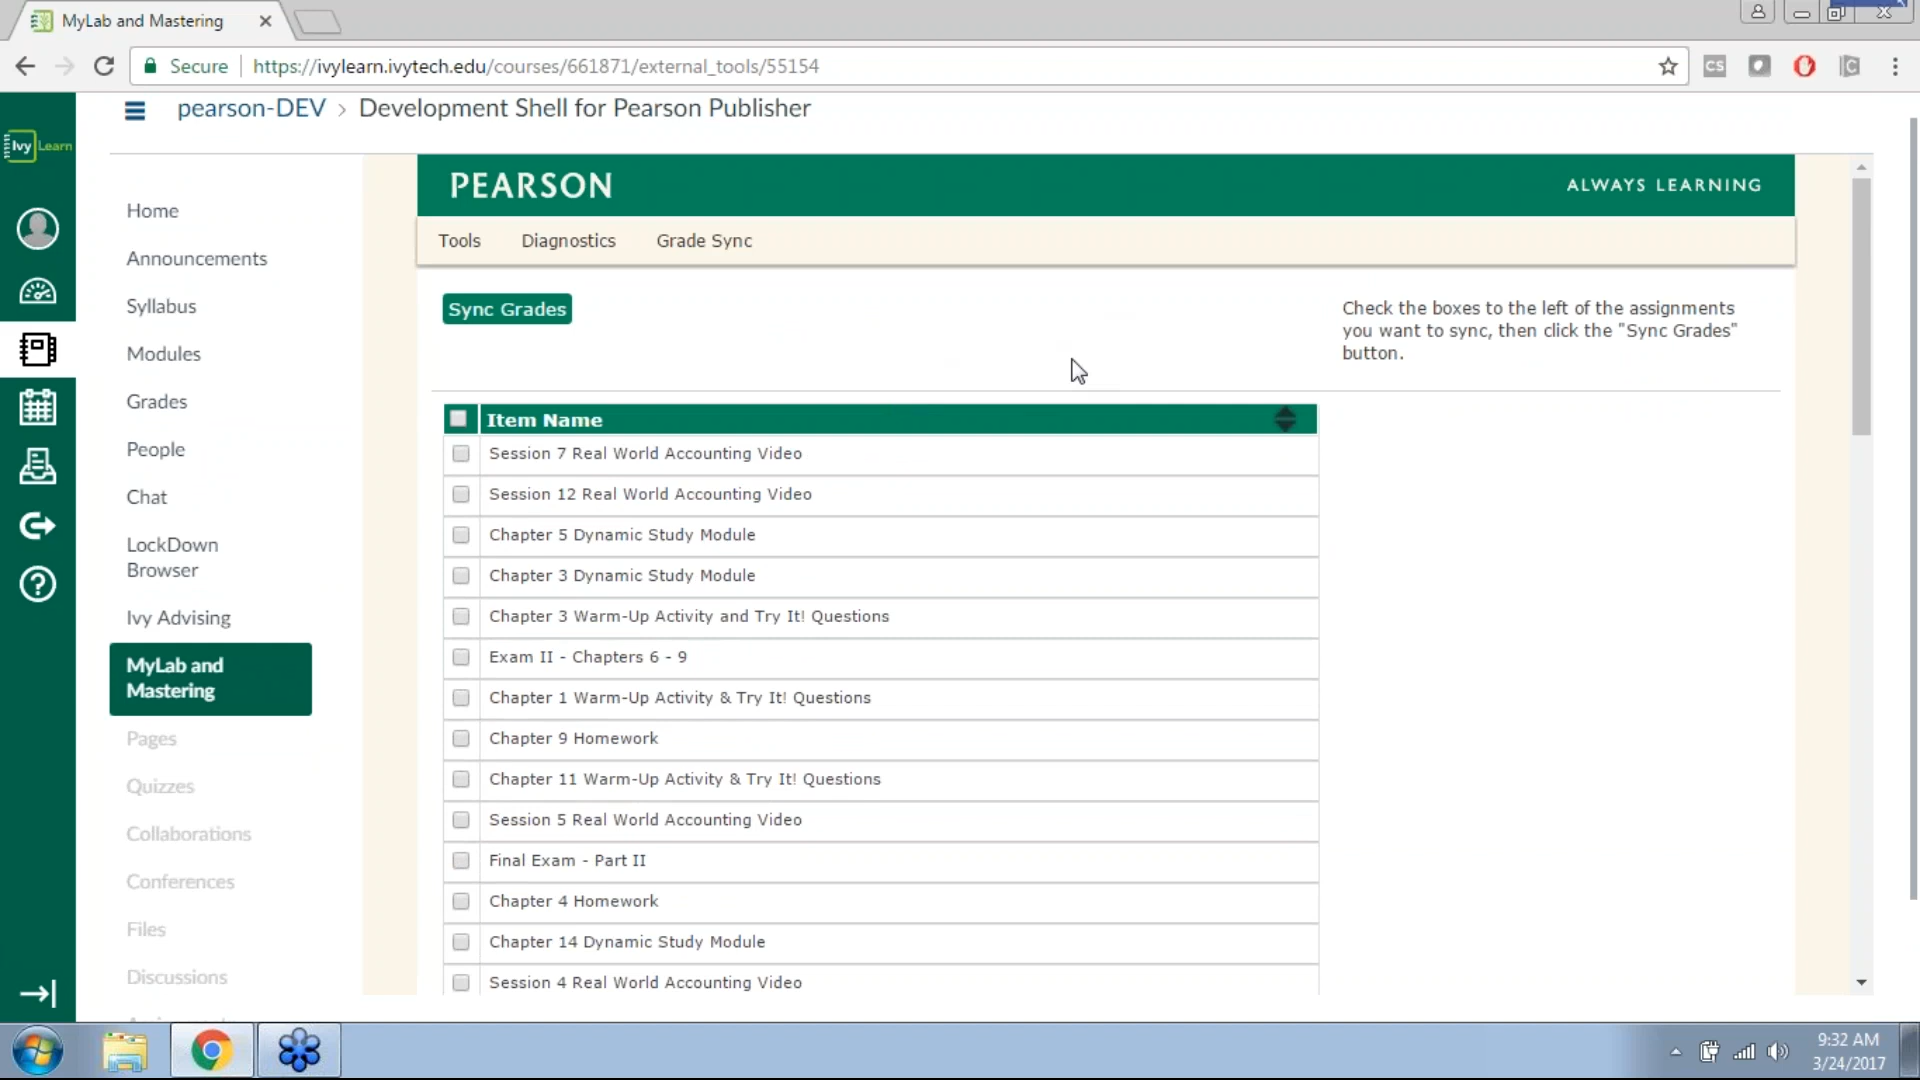 MyLab and Mastering
Secure
https://ivylearn.ivytech.edu/courses/661871/external_tools/55154
CS
C
pearson-DEV > Development Shell for Pearson Publisher
Ivy Learn
PEARSON
ALWAYS LEARNING
Tools
Diagnostics
Grade Sync
Home
Announcements
Syllabus
Modules
Grades
People
Chat
LockDown
Browser
Ivy Advising
MyLab and
Mastering
Pages
Quizzes
Collaborations
Conferences
Files
Discussions
Sync Grades
Check the boxes to the left of the assignments
you want to sync, then click the "Sync Grades"
button.
Item Name
Session 7 Real World Accounting Video
Session 12 Real World Accounting Video
Chapter 5 Dynamic Study Module
Chapter 3 Dynamic Study Module
Chapter 3 Warm-Up Activity and Try It! Questions
Exam II - Chapters 6 - 9
Chapter 1 Warm-Up Activity & Try It! Questions
Chapter 9 Homework
Chapter 11 Warm-Up Activity & Try It! Questions
Session 5 Real World Accounting Video
Final Exam - Part II
Chapter 4 Homework
Chapter 14 Dynamic Study Module
Session 4 Real World Accounting Video
9:32 AM
3/24/2017